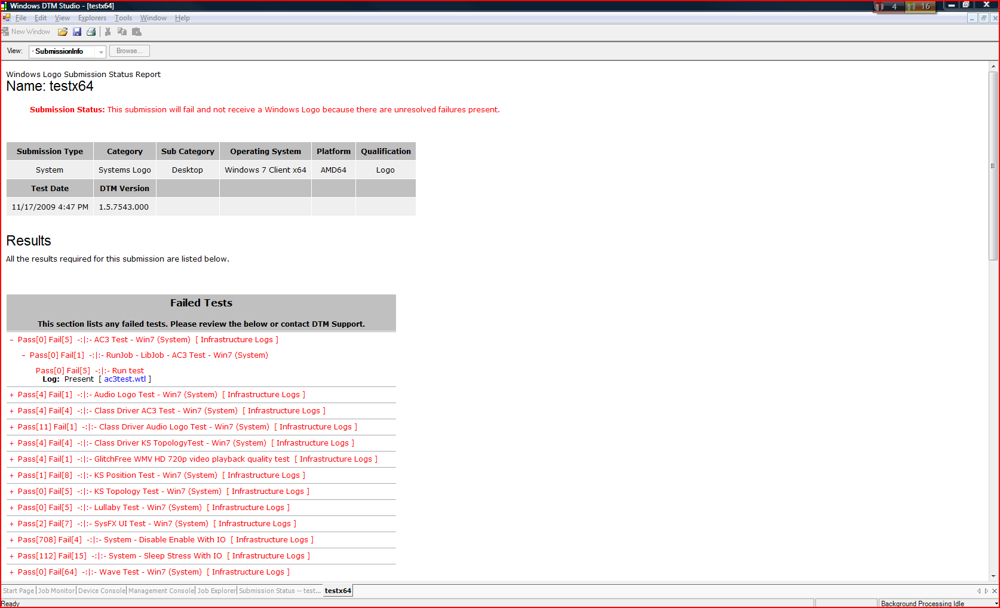 Windows DTM Studio - [testx64]
4 16
File Edit View Explorers Tools Window Help
New Window
View: · SubmissionInfo Browse...
Windows Logo Submission Status Report
Name: testx64
Submission Status: This submission will fail and not receive a Windows Logo because there are unresolved failures present.
Submission Type Category Sub Category Operating System Platform Qualification
System Systems Logo Desktop Windows 7 Client x64 AMD64 Logo
Test Date DTM Version
11/17/2009 4:47 PM 1.5.7543.000
Results
All the results required for this submission are listed below.
Failed Tests
This section lists any failed tests. Please review the below or contact DTM Support.
− Pass[0] Fail[5] -:|:- AC3 Test - Win7 (System) [ Infrastructure Logs ]
− Pass[0] Fail[1] -:|:- RunJob - LibJob - AC3 Test - Win7 (System)
Pass[0] Fail[5] -:|:- Run test
Log: Present [ ac3test.wtl ]
+ Pass[4] Fail[1] -:|:- Audio Logo Test - Win7 (System) [ Infrastructure Logs ]
+ Pass[4] Fail[4] -:|:- Class Driver AC3 Test - Win7 (System) [ Infrastructure Logs ]
+ Pass[11] Fail[1] -:|:- Class Driver Audio Logo Test - Win7 (System) [ Infrastructure Logs ]
+ Pass[4] Fail[4] -:|:- Class Driver KS TopologyTest - Win7 (System) [ Infrastructure Logs ]
+ Pass[4] Fail[1] -:|:- GlitchFree WMV HD 720p video playback quality test [ Infrastructure Logs ]
+ Pass[1] Fail[8] -:|:- KS Position Test - Win7 (System) [ Infrastructure Logs ]
+ Pass[0] Fail[5] -:|:- KS Topology Test - Win7 (System) [ Infrastructure Logs ]
+ Pass[0] Fail[5] -:|:- Lullaby Test - Win7 (System) [ Infrastructure Logs ]
+ Pass[2] Fail[7] -:|:- SysFX UI Test - Win7 (System) [ Infrastructure Logs ]
+ Pass[708] Fail[4] -:|:- System - Disable Enable With IO [ Infrastructure Logs ]
+ Pass[112] Fail[15] -:|:- System - Sleep Stress With IO [ Infrastructure Logs ]
+ Pass[0] Fail[64] -:|:- Wave Test - Win7 (System) [ Infrastructure Logs ]
Start Page Job Monitor Device Console Management Console Job Explorer Submission Status -- test... testx64
Ready Background Processing Idle